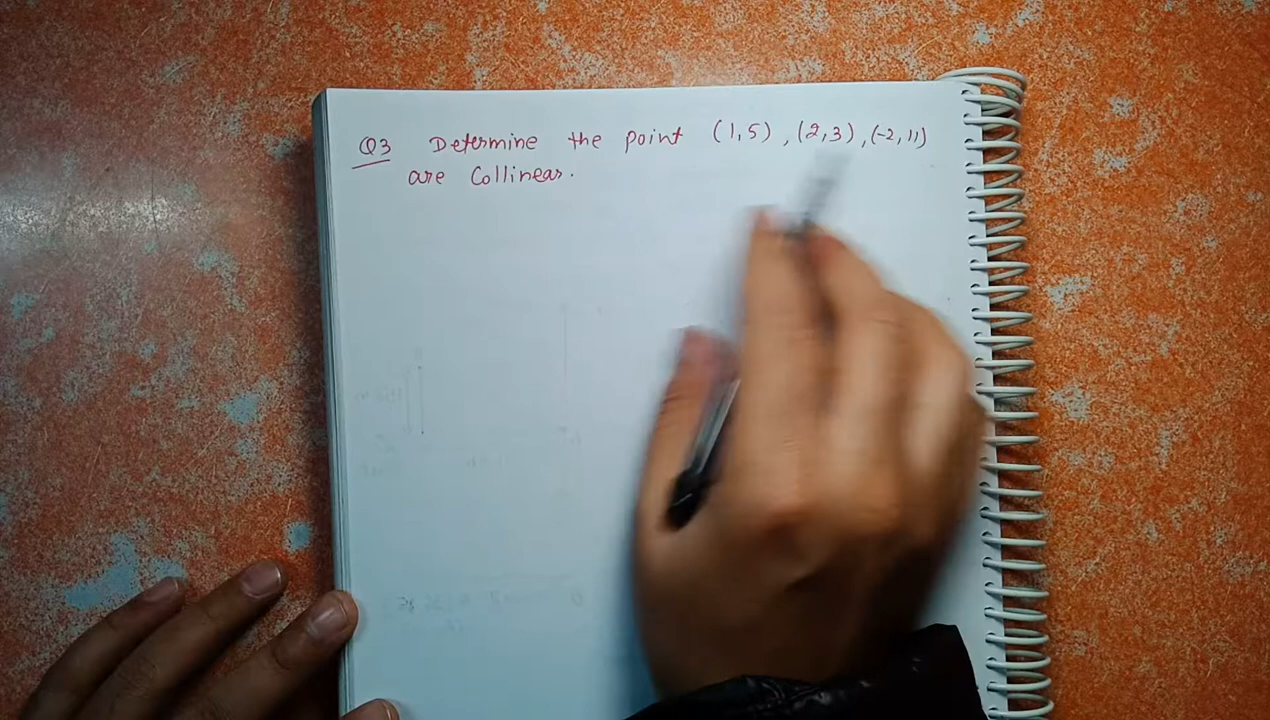 Q3 Determine the point (1,5), (2,3), (-2,11)
are Collinear.